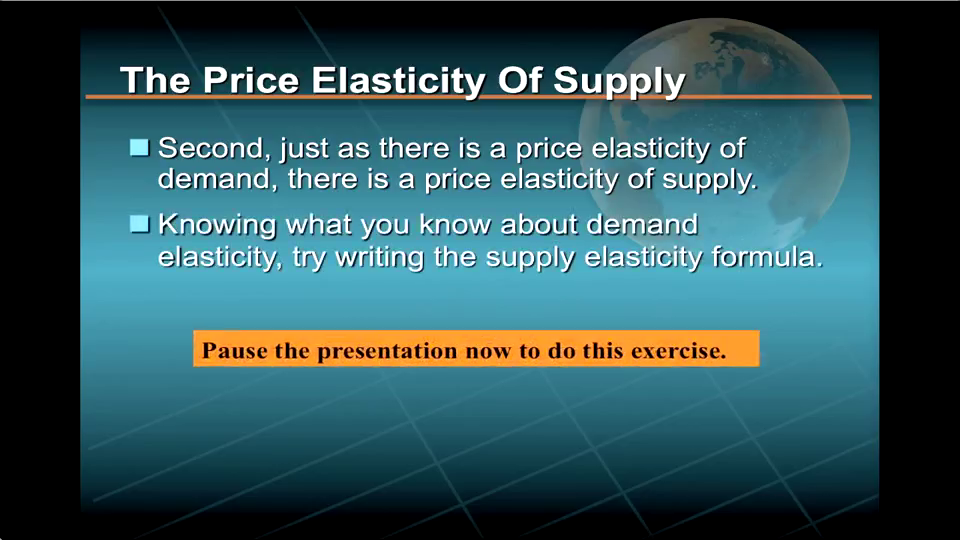 The Price Elasticity Of Supply
Second, just as there is a price elasticity of
demand, there is a price elasticity of supply.
Knowing what you know about demand
elasticity, try writing the supply elasticity formula.
Pause the presentation now to do this exercise.